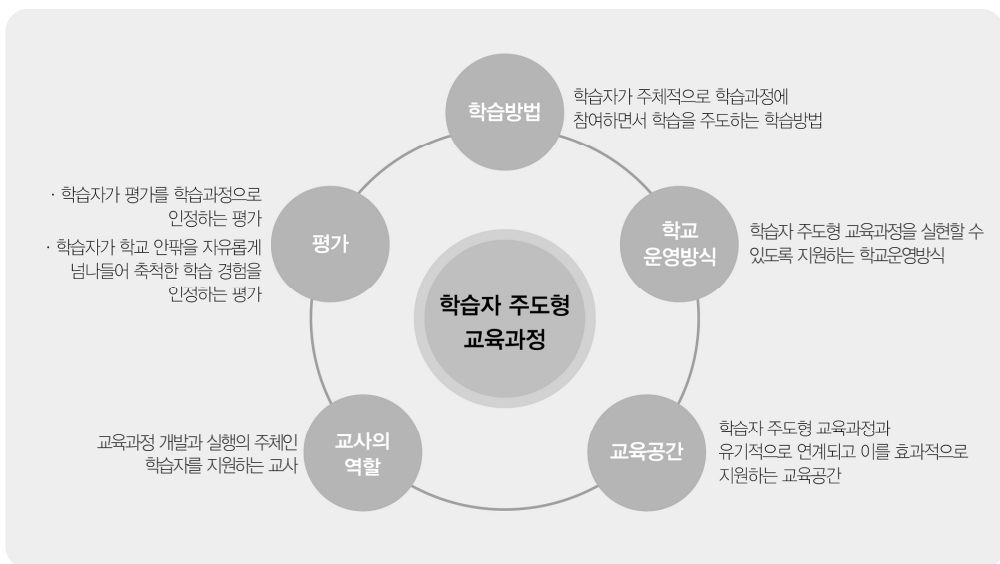 학습방법
학습자가 주체적으로 학습과정에
참여하면서 학습을 주도하는 학습방법
학교
운영방식
학습자 주도형 교육과정을 실현할 수
있도록 지원하는 학교운영방식
교육공간
학습자 주도형 교육과정과
유기적으로 연계되고 이를 효과적으로
지원하는 교육공간
교사의
역할
교육과정 개발과 실행의 주체인
학습자를 지원하는 교사
평가
· 학습자가 평가를 학습과정으로
인정하는 평가
· 학습자가 학교 안팎을 자유롭게
넘나들어 축척한 학습 경험을
인정하는 평가
학습자 주도형
교육과정